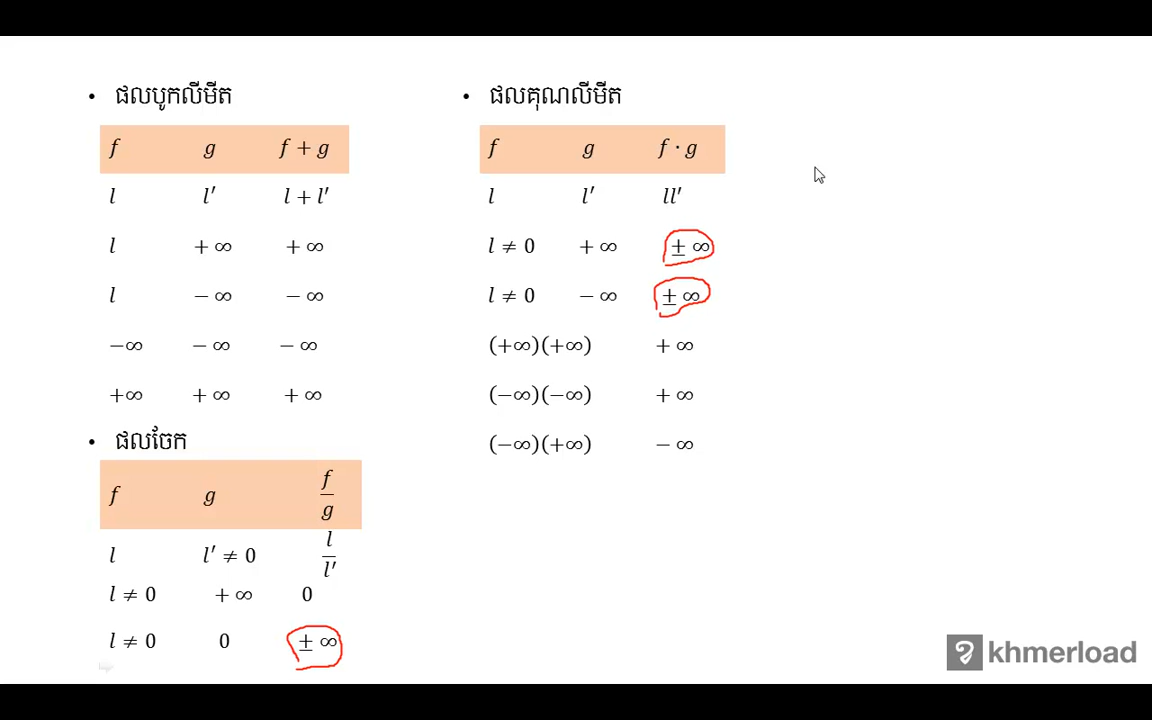 • ផលបូកលីមីត
f g f + g
l l′ l + l′
l + ∞ + ∞
l − ∞ − ∞
−∞ − ∞ − ∞
+∞ + ∞ + ∞
• ផលចែក
f g f/g
l l′ ≠ 0 l/l′
l ≠ 0 + ∞ 0
l ≠ 0 0 ± ∞
• ផលគុណលីមីត
f g f · g
l l′ ll′
l ≠ 0 + ∞ ± ∞
l ≠ 0 − ∞ ± ∞
(+∞)(+∞) + ∞
(−∞)(−∞) + ∞
(−∞)(+∞) − ∞
khmerload